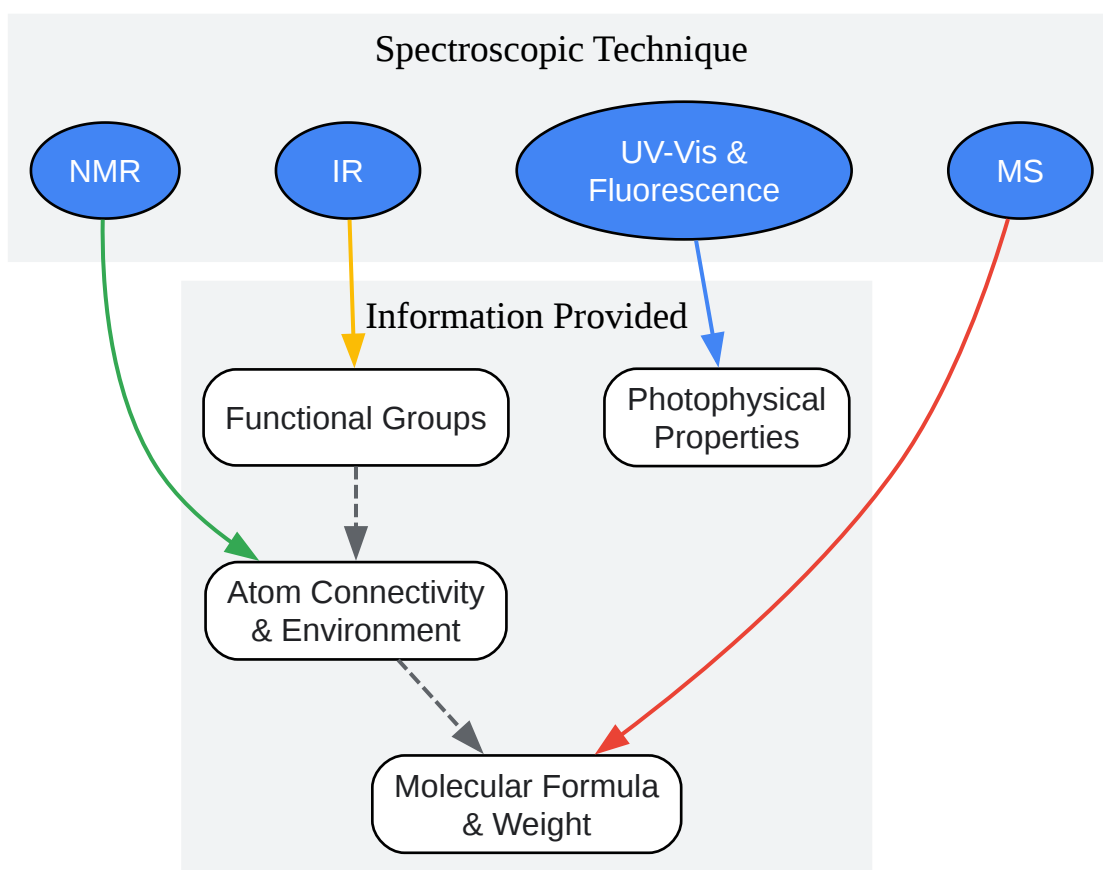 Spectroscopic Technique
NMR
IR
UV-Vis &
Fluorescence
MS
Information Provided
Functional Groups
Photophysical
Properties
Atom Connectivity
& Environment
Molecular Formula
& Weight